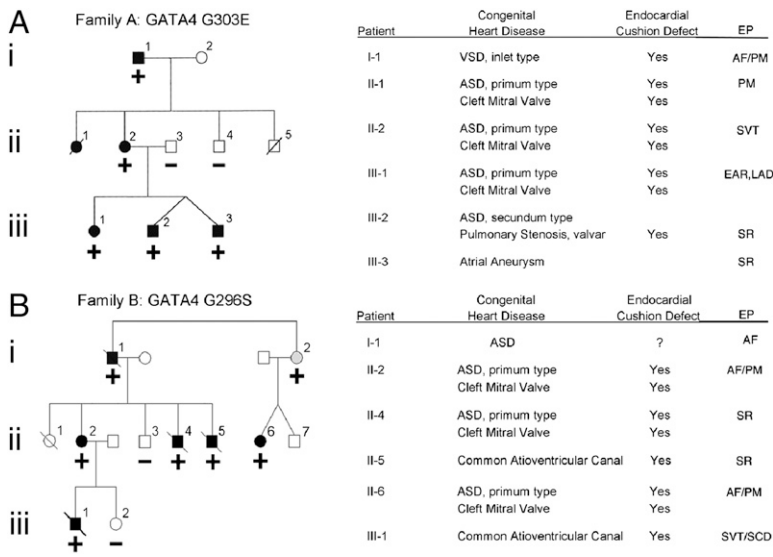 A
Family A: GATA4 G303E
i
1 2
+
ii
1 2 3 4 5
+ − −
iii
1 2 3
+ + +
Patient Congenital Heart Disease Endocardial Cushion Defect EP
I-1 VSD, inlet type Yes AF/PM
II-1 ASD, primum type Yes PM
Cleft Mitral Valve Yes
II-2 ASD, primum type Yes SVT
Cleft Mitral Valve Yes
III-1 ASD, primum type Yes EAR,LAD
Cleft Mitral Valve Yes
III-2 ASD, secundum type
Pulmonary Stenosis, valvar Yes SR
III-3 Atrial Aneurysm SR
B
Family B: GATA4 G296S
i
1 2
+ +
ii
1 2 3 4 5 6 7
+ − + + +
iii
1 2
+ −
Patient Congenital Heart Disease Endocardial Cushion Defect EP
I-1 ASD ? AF
II-2 ASD, primum type Yes AF/PM
Cleft Mitral Valve Yes
II-4 ASD, primum type Yes SR
Cleft Mitral Valve Yes
II-5 Common Atioventricular Canal Yes SR
II-6 ASD, primum type Yes AF/PM
Cleft Mitral Valve Yes
III-1 Common Atioventricular Canal Yes SVT/SCD